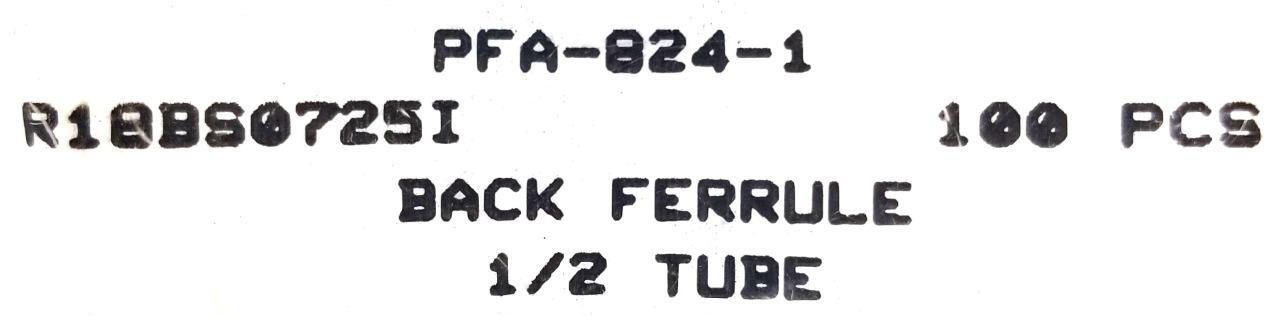 PFA-824-1
R18BS0725I 100 PCS
BACK FERRULE
1/2 TUBE